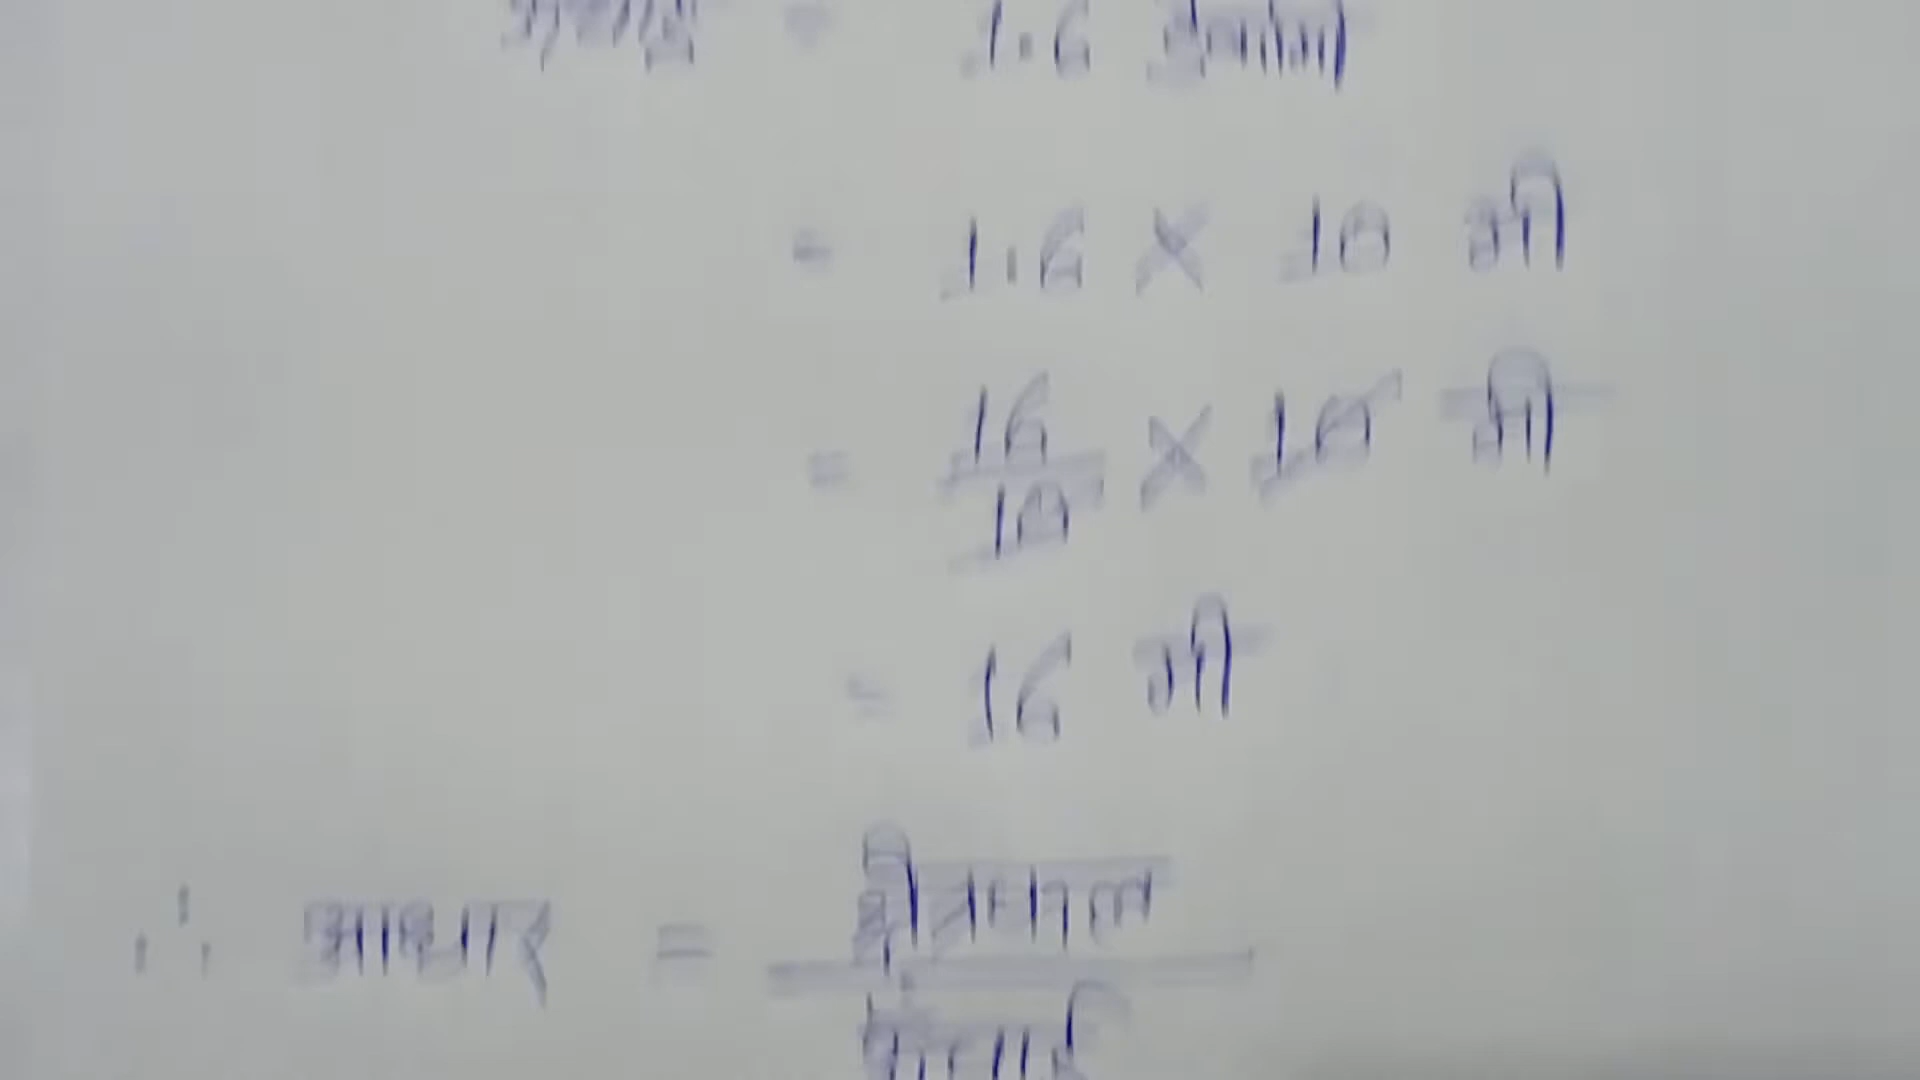 = 1.6
= 1.6 × 10 मी
= 16/10 × 10 मी
= 16 मी
∴ आधार = क्षेत्रफल / ऊंचाई